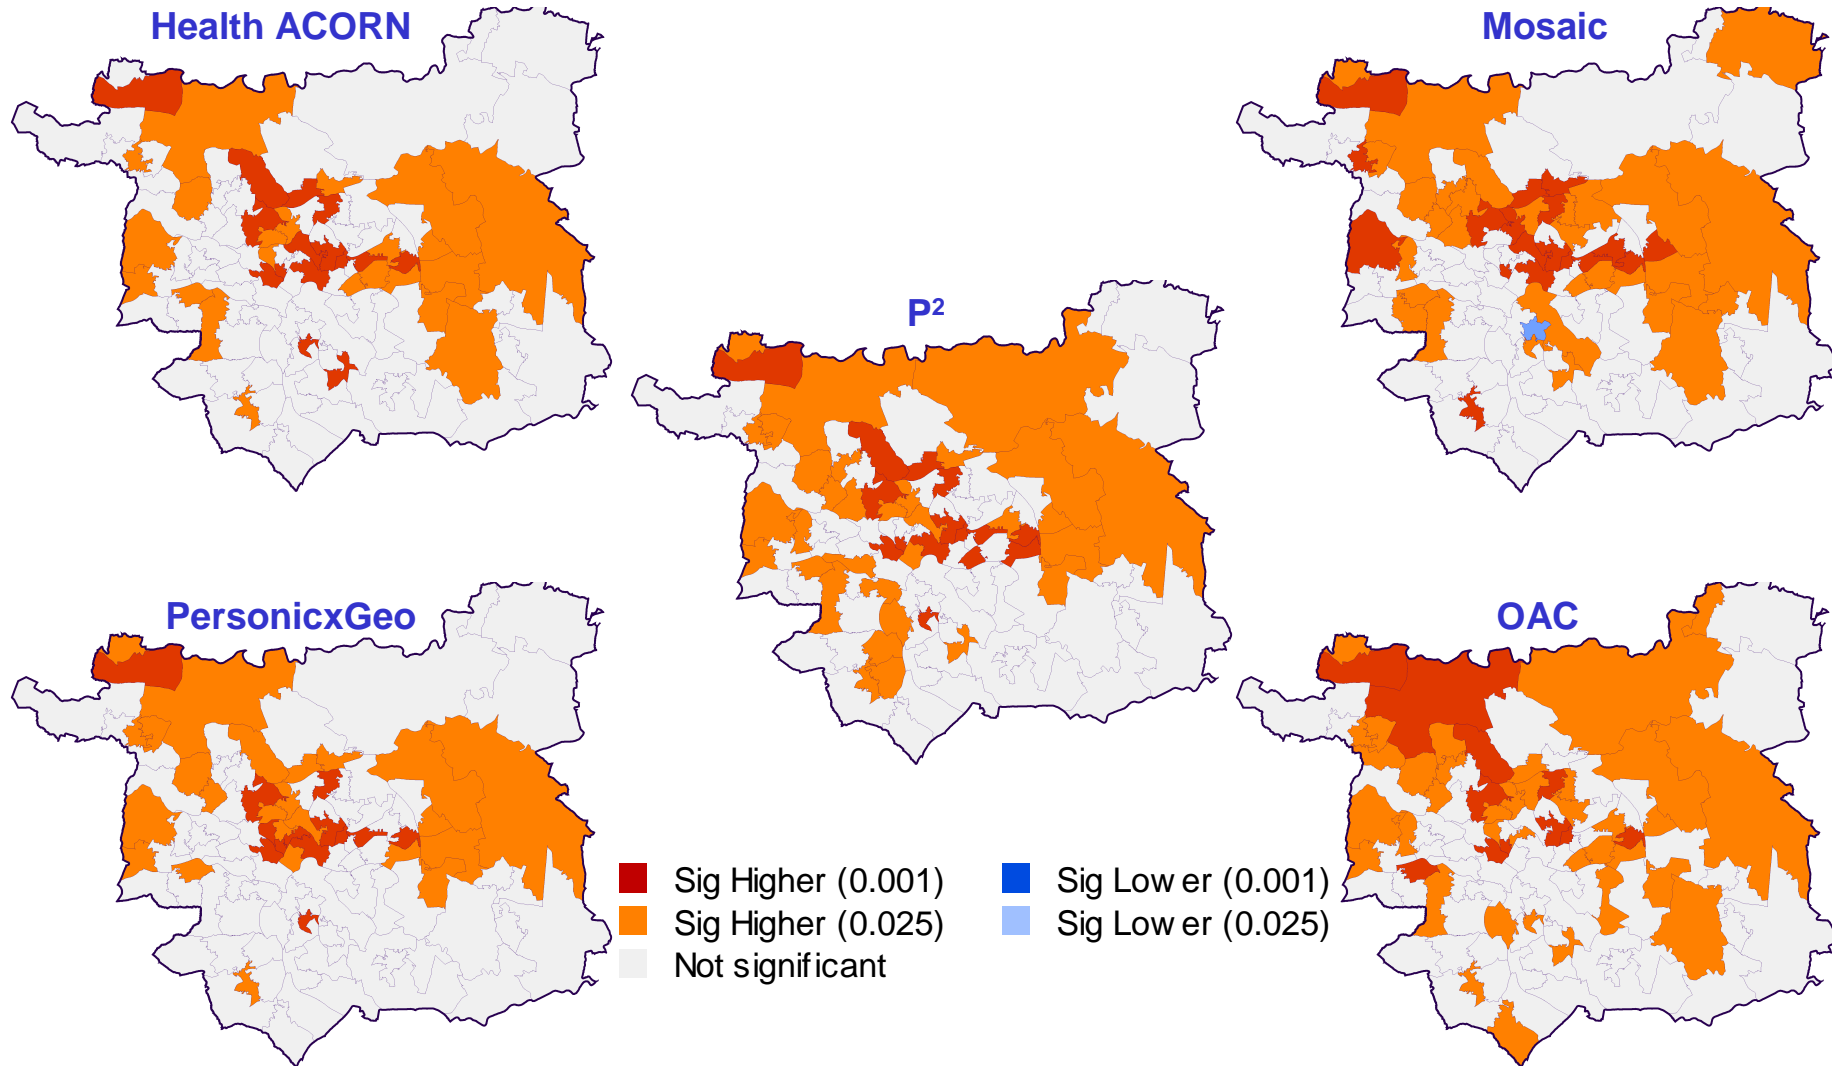 Health ACORN
Mosaic
P²
PersonicxGeo
OAC
Sig Higher (0.001)
Sig Lower (0.001)
Sig Higher (0.025)
Sig Lower (0.025)
Not significant